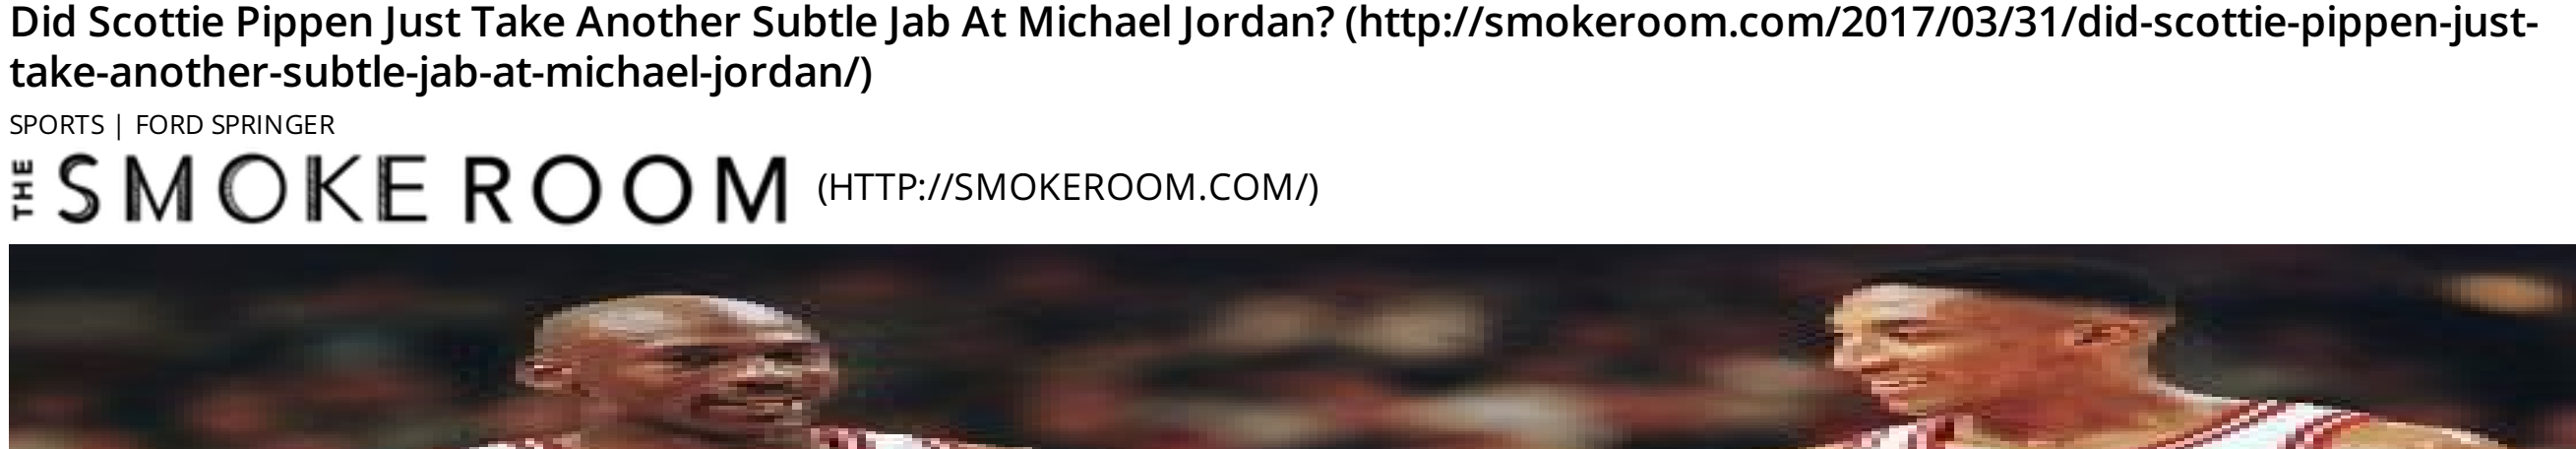 Did Scottie Pippen Just Take Another Subtle Jab At Michael Jordan? (http://smokeroom.com/2017/03/31/did-scottie-pippen-just-
take-another-subtle-jab-at-michael-jordan/)
SPORTS | FORD SPRINGER
THE SMOKE ROOM (HTTP://SMOKEROOM.COM/)